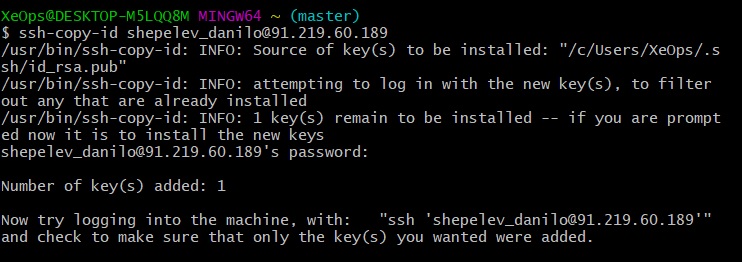 XeOps@DESKTOP-M5LQQ8M MINGW64 ~ (master)
$ ssh-copy-id shepelev_danilo@91.219.60.189
/usr/bin/ssh-copy-id: INFO: Source of key(s) to be installed: "/c/Users/XeOps/.s
sh/id_rsa.pub"
/usr/bin/ssh-copy-id: INFO: attempting to log in with the new key(s), to filter
out any that are already installed
/usr/bin/ssh-copy-id: INFO: 1 key(s) remain to be installed -- if you are prompt
ed now it is to install the new keys
shepelev_danilo@91.219.60.189's password:

Number of key(s) added: 1

Now try logging into the machine, with:   "ssh 'shepelev_danilo@91.219.60.189'"
and check to make sure that only the key(s) you wanted were added.